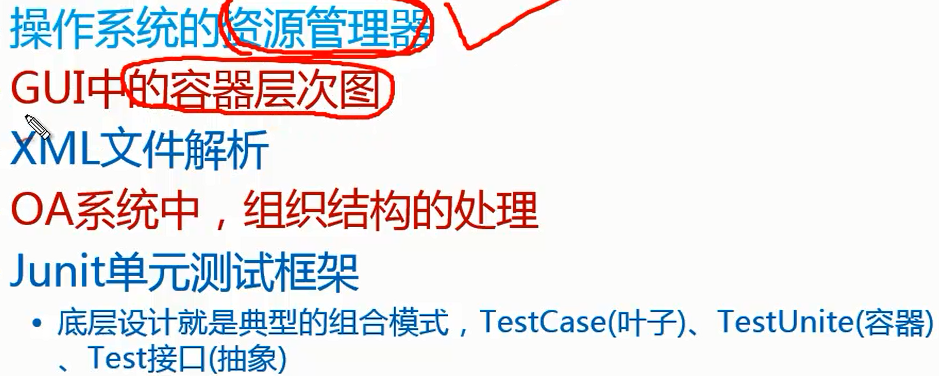 操作系统的资源管理器
GUI中的容器层次图
XML文件解析
OA系统中，组织结构的处理
Junit单元测试框架
• 底层设计就是典型的组合模式，TestCase(叶子)、TestUnite(容器)
、Test接口(抽象)